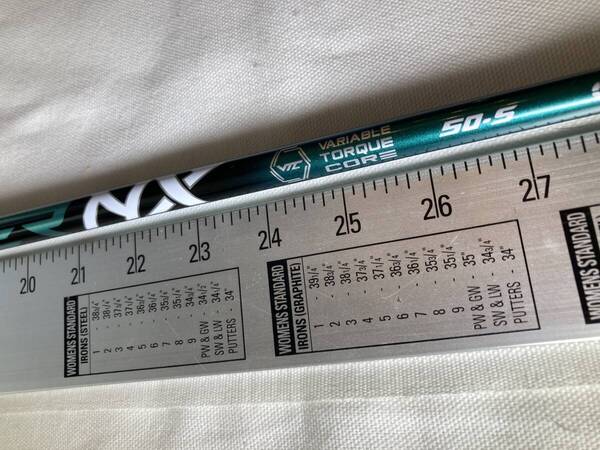 NX
VTC
VARIABLE
TORQUE
CORE
50-S
20 21 22 23 24 25 26 27
WOMENS STANDARD
IRONS (STEEL)
1 - 38¾"
2 - 38¼"
3 - 37¾"
4 - 37¼"
5 - 36¾"
6 - 36¼"
7 - 35¾"
8 - 35¼"
9 - 34¾"
PW & GW - 34½"
SW & LW - 34¼"
PUTTERS - 34"
WOMENS STANDARD
IRONS (GRAPHITE)
1 - 39¼"
2 - 38¾"
3 - 38¼"
4 - 37¾"
5 - 37¼"
6 - 36¾"
7 - 36¼"
8 - 35¾"
9 - 35¼"
PW & GW - 35"
SW & LW - 34¾"
PUTTERS - 34"